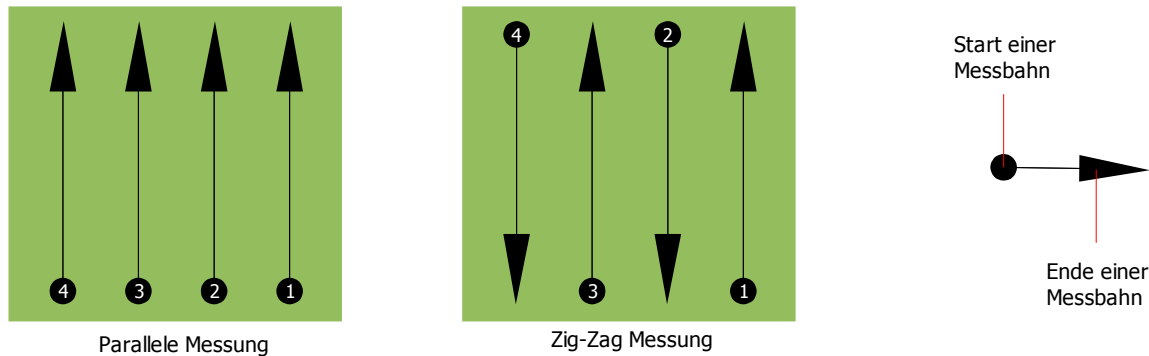 4 3 2 1
Parallele Messung
4 2
3 1
Zig-Zag Messung
Start einer
Messbahn
Ende einer
Messbahn